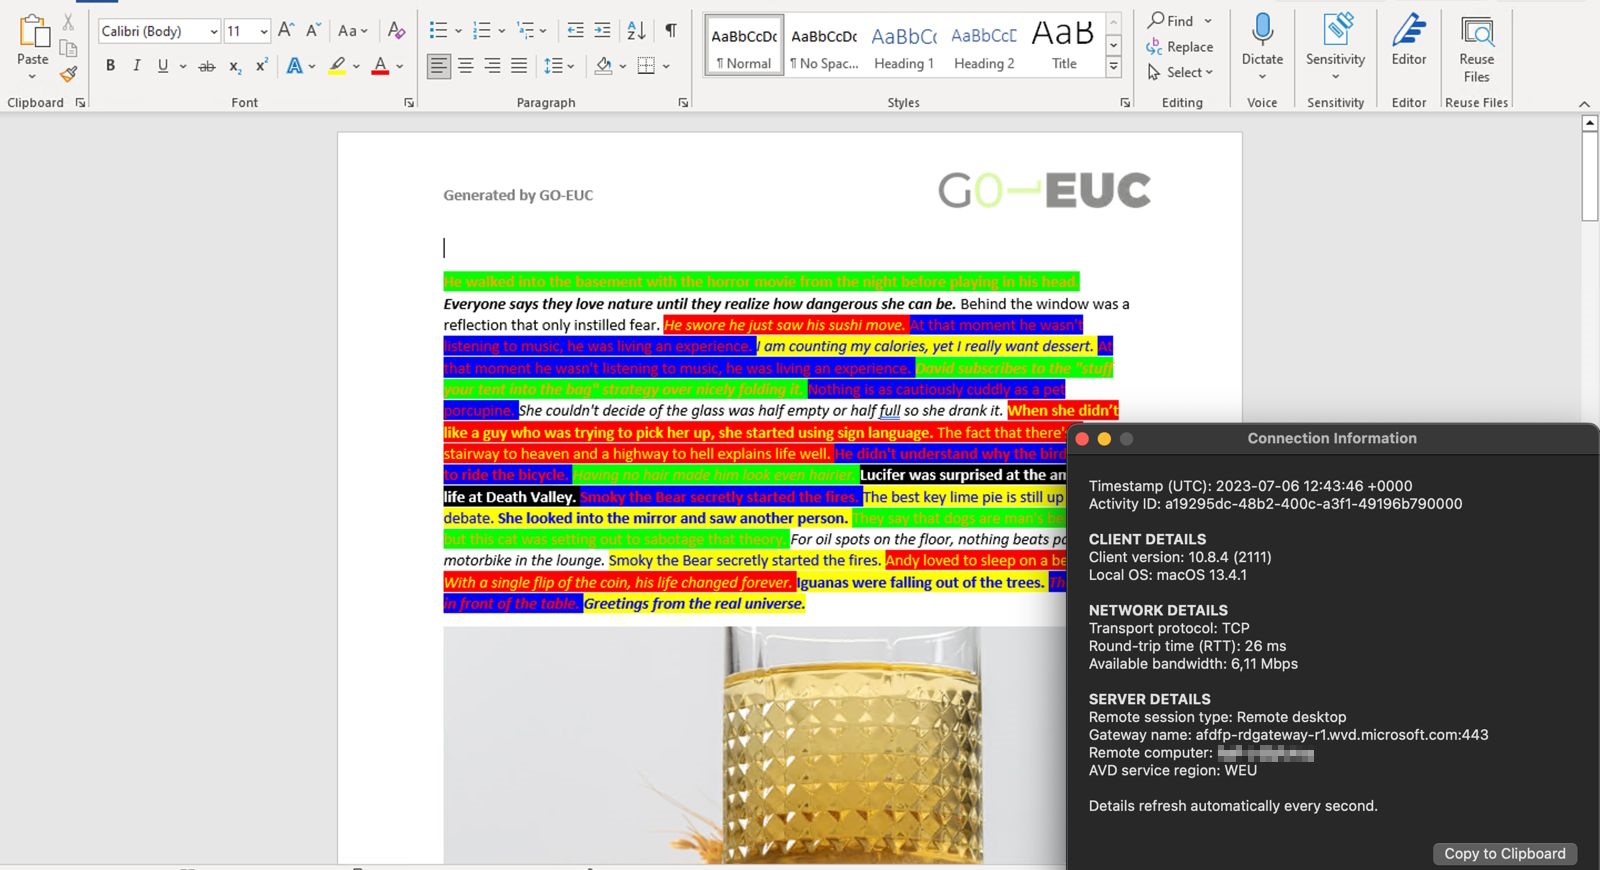 Calibri (Body) 11 A A Aa A
Find
Paste
B I U ab x₂ x² A A
AaBbCcDc AaBbCcDc AaBbC AaBbCcC AaB
¶ Normal ¶ No Spac... Heading 1 Heading 2 Title
Replace
Select
Dictate Sensitivity Editor Reuse
Files
Clipboard Font Paragraph Styles Editing Voice Sensitivity Editor Reuse Files
Generated by GO-EUC
GO-EUC
He walked into the basement with the horror movie from the night before playing in his head.
Everyone says they love nature until they realize how dangerous she can be. Behind the window was a
reflection that only instilled fear. He swore he just saw his sushi move. At that moment he wasn't
listening to music, he was living an experience. I am counting my calories, yet I really want dessert. At
that moment he wasn't listening to music, he was living an experience. David subscribes to the "stuff
your tent into the bag" strategy over nicely folding it. Nothing is as cautiously cuddly as a pet
porcupine. She couldn't decide of the glass was half empty or half full so she drank it. When she didn't
like a guy who was trying to pick her up, she started using sign language. The fact that there's
stairway to heaven and a highway to hell explains life well. He didn't understand why the bird
to ride the bicycle. Having no hair made him look even hairier. Lucifer was surprised at the am
life at Death Valley. Smoky the Bear secretly started the fires. The best key lime pie is still up
debate. She looked into the mirror and saw another person. They say that dogs are man's be
but this cat was setting out to sabotage that theory. For oil spots on the floor, nothing beats pa
motorbike in the lounge. Smoky the Bear secretly started the fires. Andy loved to sleep on a be
With a single flip of the coin, his life changed forever. Iguanas were falling out of the trees. Th
in front of the table. Greetings from the real universe.
Connection Information
Timestamp (UTC): 2023-07-06 12:43:46 +0000
Activity ID: a19295dc-48b2-400c-a3f1-49196b790000
CLIENT DETAILS
Client version: 10.8.4 (2111)
Local OS: macOS 13.4.1
NETWORK DETAILS
Transport protocol: TCP
Round-trip time (RTT): 26 ms
Available bandwidth: 6,11 Mbps
SERVER DETAILS
Remote session type: Remote desktop
Gateway name: afdfp-rdgateway-r1.wvd.microsoft.com:443
Remote computer:
AVD service region: WEU
Details refresh automatically every second.
Copy to Clipboard